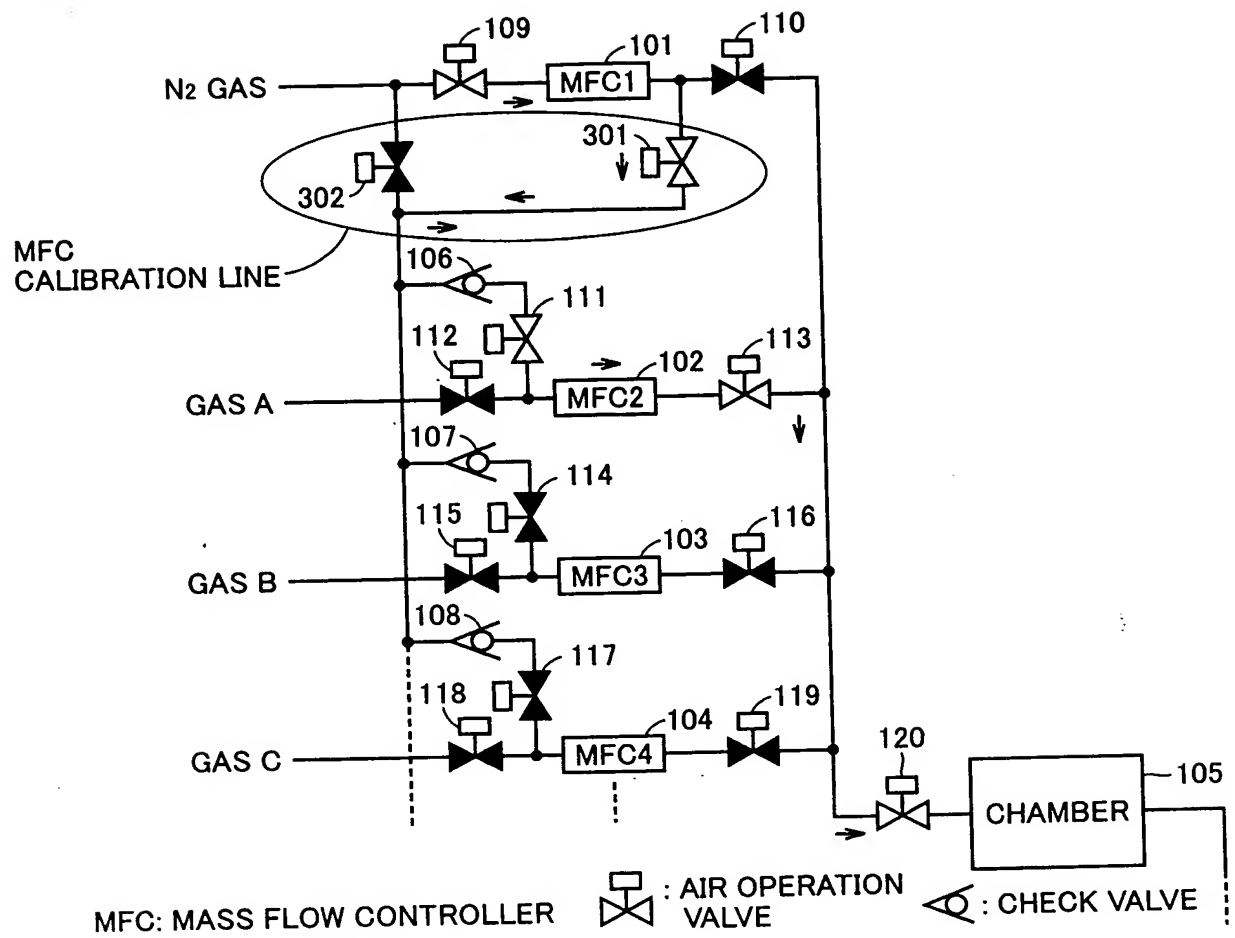 109
101
110
N2 GAS
MFC1
301
302
MFC
CALIBRATION LINE
106
111
112
102
113
GAS A
MFC2
107
114
115
103
116
GAS B
MFC3
108
117
118
104
119
GAS C
MFC4
120
105
CHAMBER
MFC: MASS FLOW CONTROLLER
: AIR OPERATION
VALVE
: CHECK VALVE